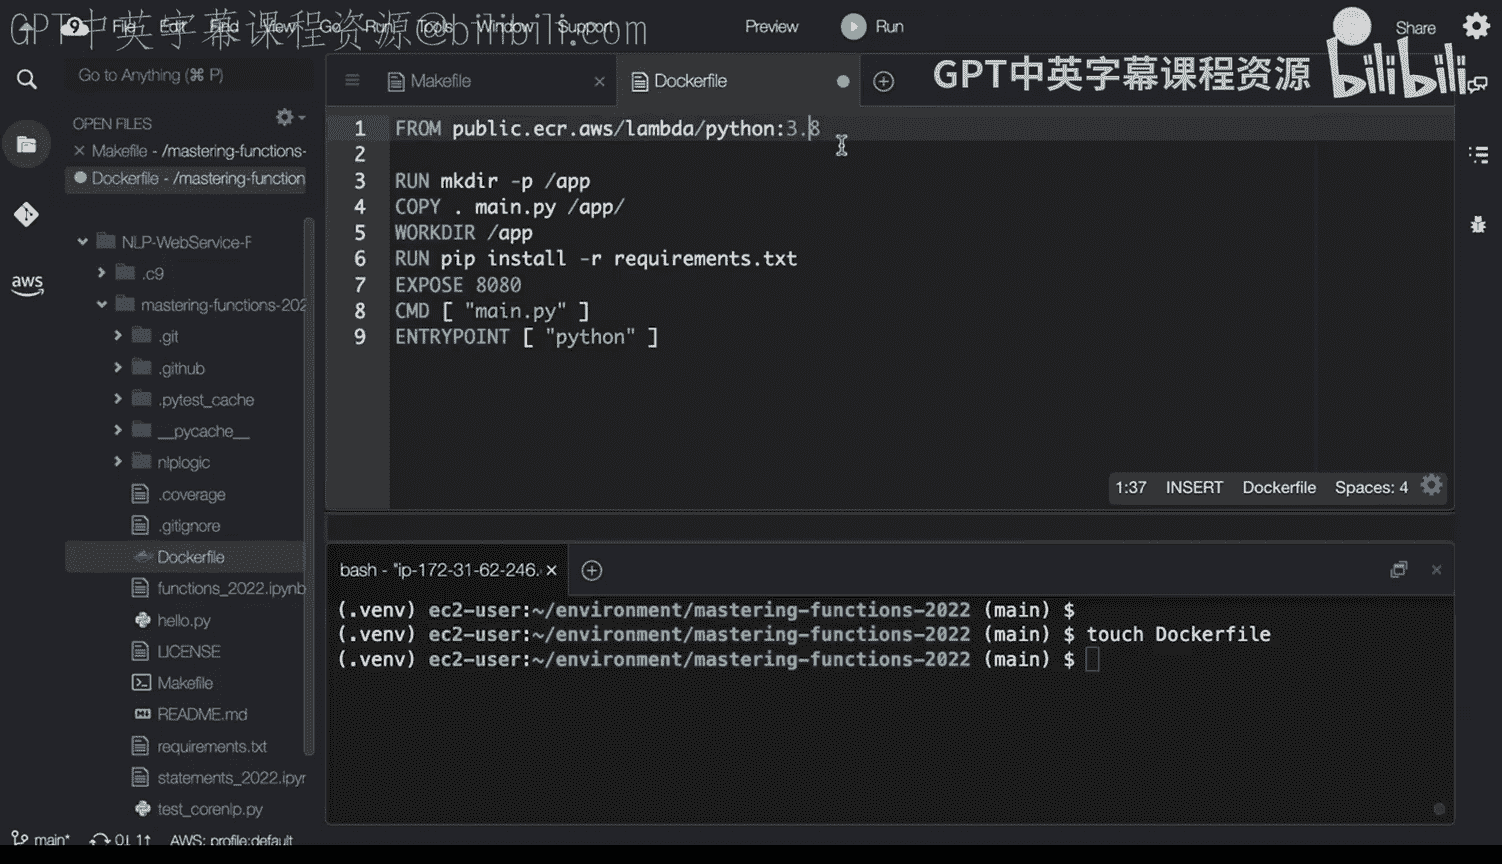 GPT中英字幕课程资源@bilibili.com
File Edit Find View Go Run Tools Window Support
Preview Run
Share
Go to Anything (⌘ P)
Makefile
Dockerfile
GPT中英字幕课程资源 bilibili
OPEN FILES
Makefile - /mastering-functions-
Dockerfile - /mastering-function
NLP-WebService-F
.c9
mastering-functions-202
.git
.github
.pytest_cache
__pycache__
nlplogic
.coverage
.gitignore
Dockerfile
functions_2022.ipynb
hello.py
LICENSE
Makefile
README.md
requirements.txt
statements_2022.ipyr
test_corenlp.py
aws
1 FROM public.ecr.aws/lambda/python:3.8
2
3 RUN mkdir -p /app
4 COPY . main.py /app/
5 WORKDIR /app
6 RUN pip install -r requirements.txt
7 EXPOSE 8080
8 CMD [ "main.py" ]
9 ENTRYPOINT [ "python" ]
1:37 INSERT Dockerfile Spaces: 4
bash - "ip-172-31-62-246.
(.venv) ec2-user:~/environment/mastering-functions-2022 (main) $
(.venv) ec2-user:~/environment/mastering-functions-2022 (main) $ touch Dockerfile
(.venv) ec2-user:~/environment/mastering-functions-2022 (main) $
main* AWS: profile:default